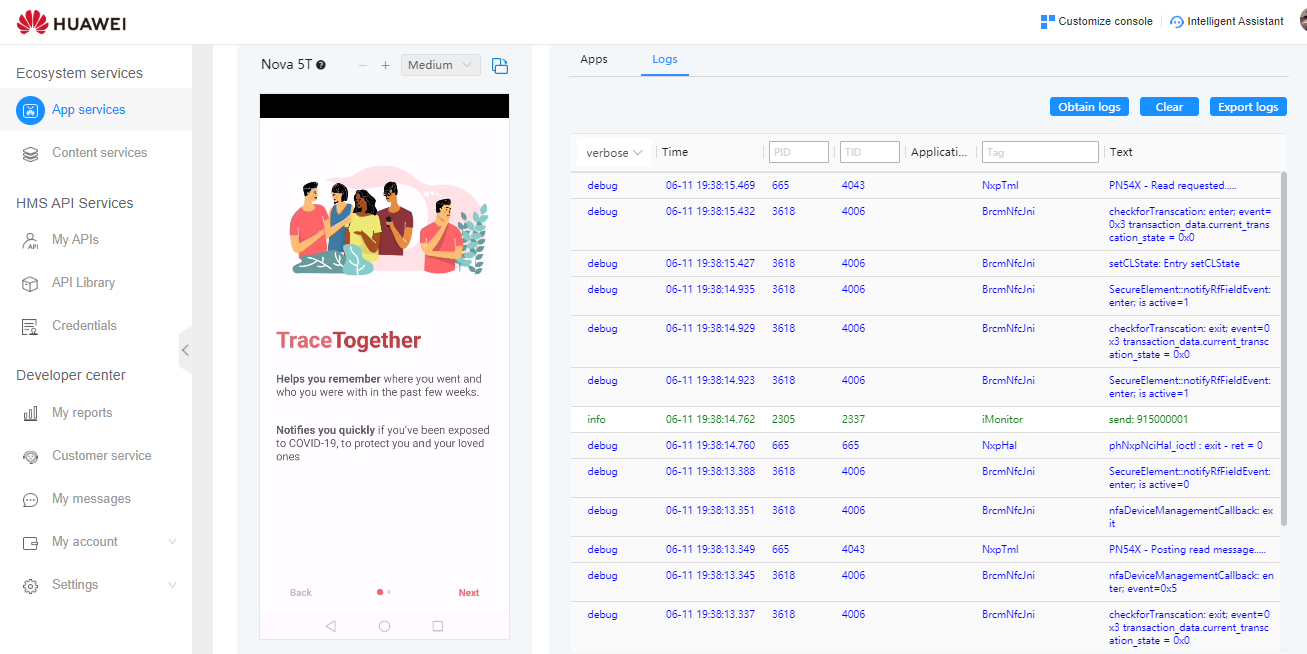 HUAWEI
Customize console
Intelligent Assistant
Ecosystem services
App services
Content services
HMS API Services
My APIs
API Library
Credentials
Developer center
My reports
Customer service
My messages
My account
Settings
Nova 5T
Medium
TraceTogether
Helps you remember where you went and
who you were with in the past few weeks.
Notifies you quickly if you've been exposed
to COVID-19, to protect you and your loved
ones
Back
Next
Apps
Logs
Obtain logs
Clear
Export logs
verbose Time PID TID Applicati... Tag Text
debug 06-11 19:38:15.469 665 4043 NxpTml PN54X - Read requested.....
debug 06-11 19:38:15.432 3618 4006 BrcmNfcJni checkforTranscation: enter; event=
0x3 transaction_data.current_trans
cation_state = 0x0
debug 06-11 19:38:15.427 3618 4006 BrcmNfcJni setCLState: Entry setCLState
debug 06-11 19:38:14.935 3618 4006 BrcmNfcJni SecureElement::notifyRfFieldEvent:
enter; is active=1
debug 06-11 19:38:14.929 3618 4006 BrcmNfcJni checkforTranscation: exit; event=0
x3 transaction_data.current_transc
ation_state = 0x0
debug 06-11 19:38:14.923 3618 4006 BrcmNfcJni SecureElement::notifyRfFieldEvent:
enter; is active=1
info 06-11 19:38:14.762 2305 2337 iMonitor send: 915000001
debug 06-11 19:38:14.760 665 665 NxpHal phNxpNciHal_ioctl : exit - ret = 0
debug 06-11 19:38:13.388 3618 4006 BrcmNfcJni SecureElement::notifyRfFieldEvent:
enter; is active=0
debug 06-11 19:38:13.351 3618 4006 BrcmNfcJni nfaDeviceManagementCallback: ex
it
debug 06-11 19:38:13.349 665 4043 NxpTml PN54X - Posting read message.....
debug 06-11 19:38:13.345 3618 4006 BrcmNfcJni nfaDeviceManagementCallback: en
ter; event=0x5
debug 06-11 19:38:13.337 3618 4006 BrcmNfcJni checkforTranscation: exit; event=0
x3 transaction_data.current_transc
ation_state = 0x0